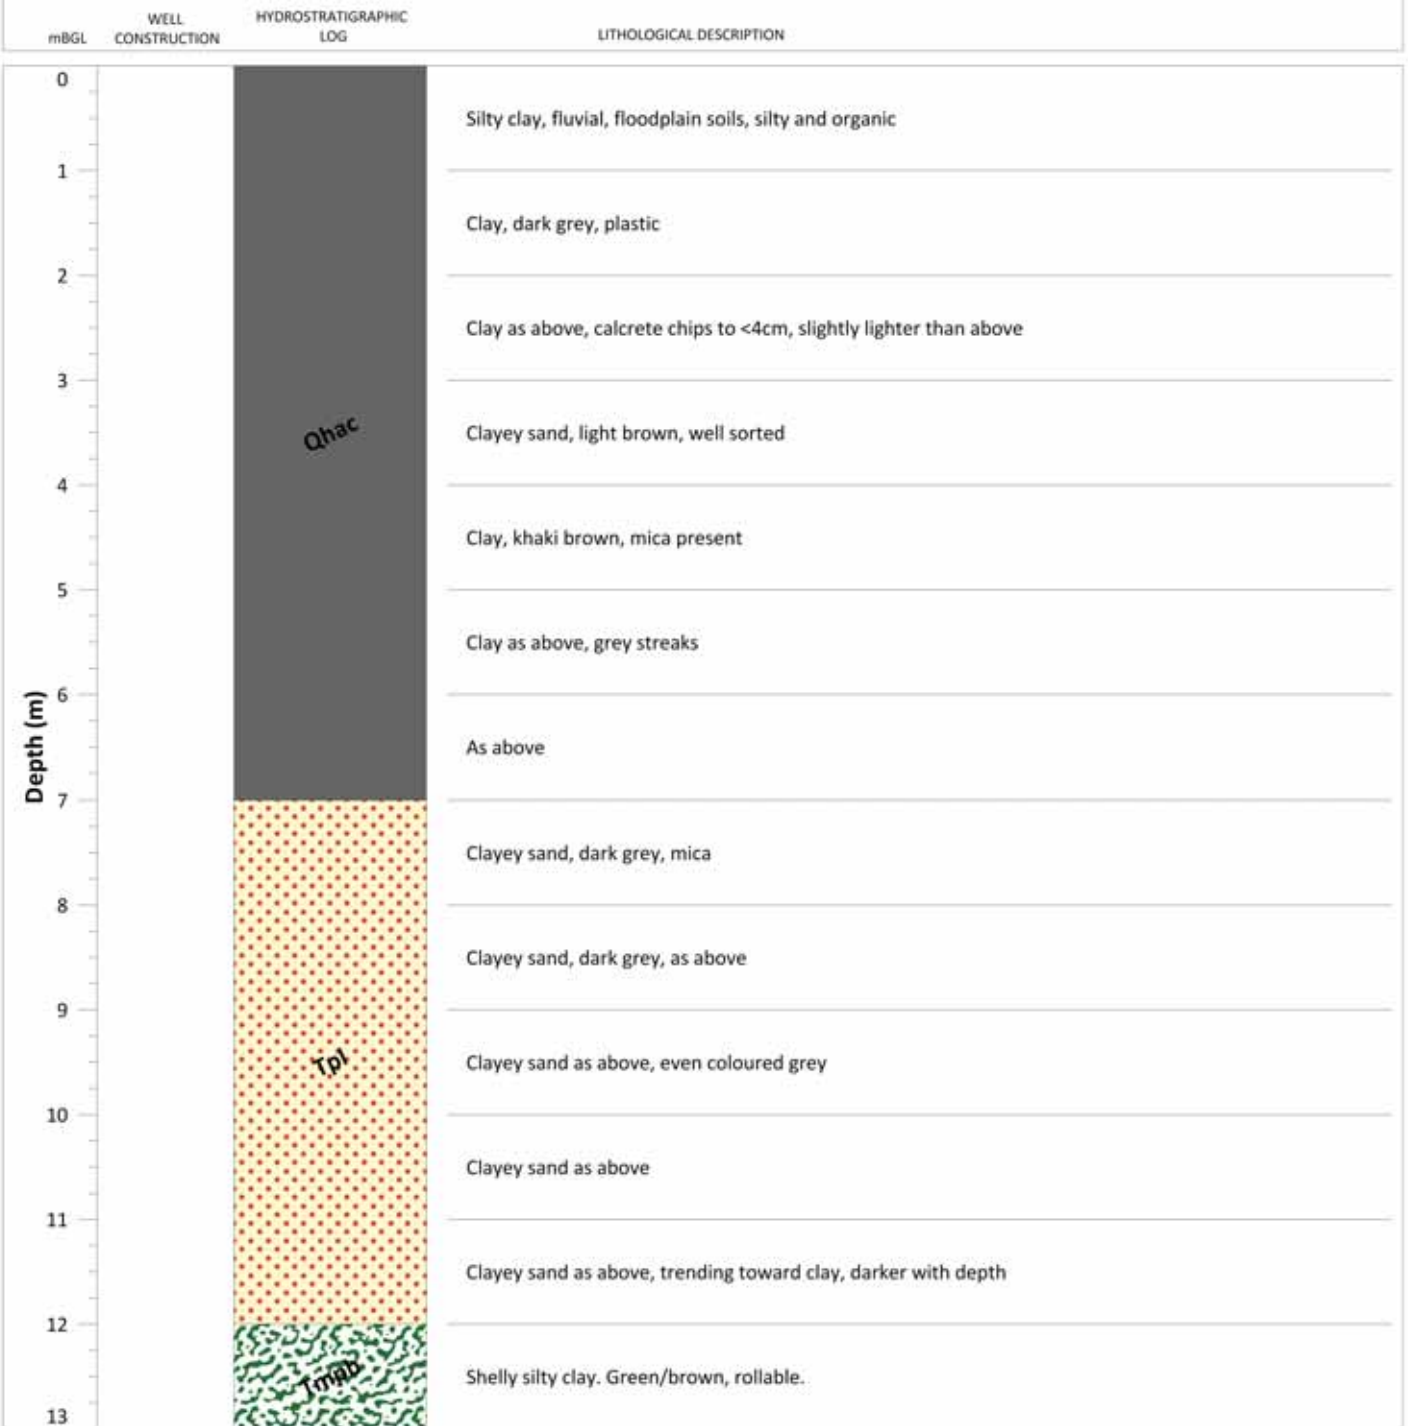 mBGL
WELL
CONSTRUCTION
HYDROSTRATIGRAPHIC
LOG
LITHOLOGICAL DESCRIPTION
0
Silty clay, fluvial, floodplain soils, silty and organic
1
Clay, dark grey, plastic
2
Clay as above, calcrete chips to <4cm, slightly lighter than above
3
Qhac
Clayey sand, light brown, well sorted
4
Clay, khaki brown, mica present
5
Clay as above, grey streaks
6
Depth (m)
As above
7
Clayey sand, dark grey, mica
8
Clayey sand, dark grey, as above
9
Tpl
Clayey sand as above, even coloured grey
10
Clayey sand as above
11
Clayey sand as above, trending toward clay, darker with depth
12
Tmpb
Shelly silty clay. Green/brown, rollable.
13